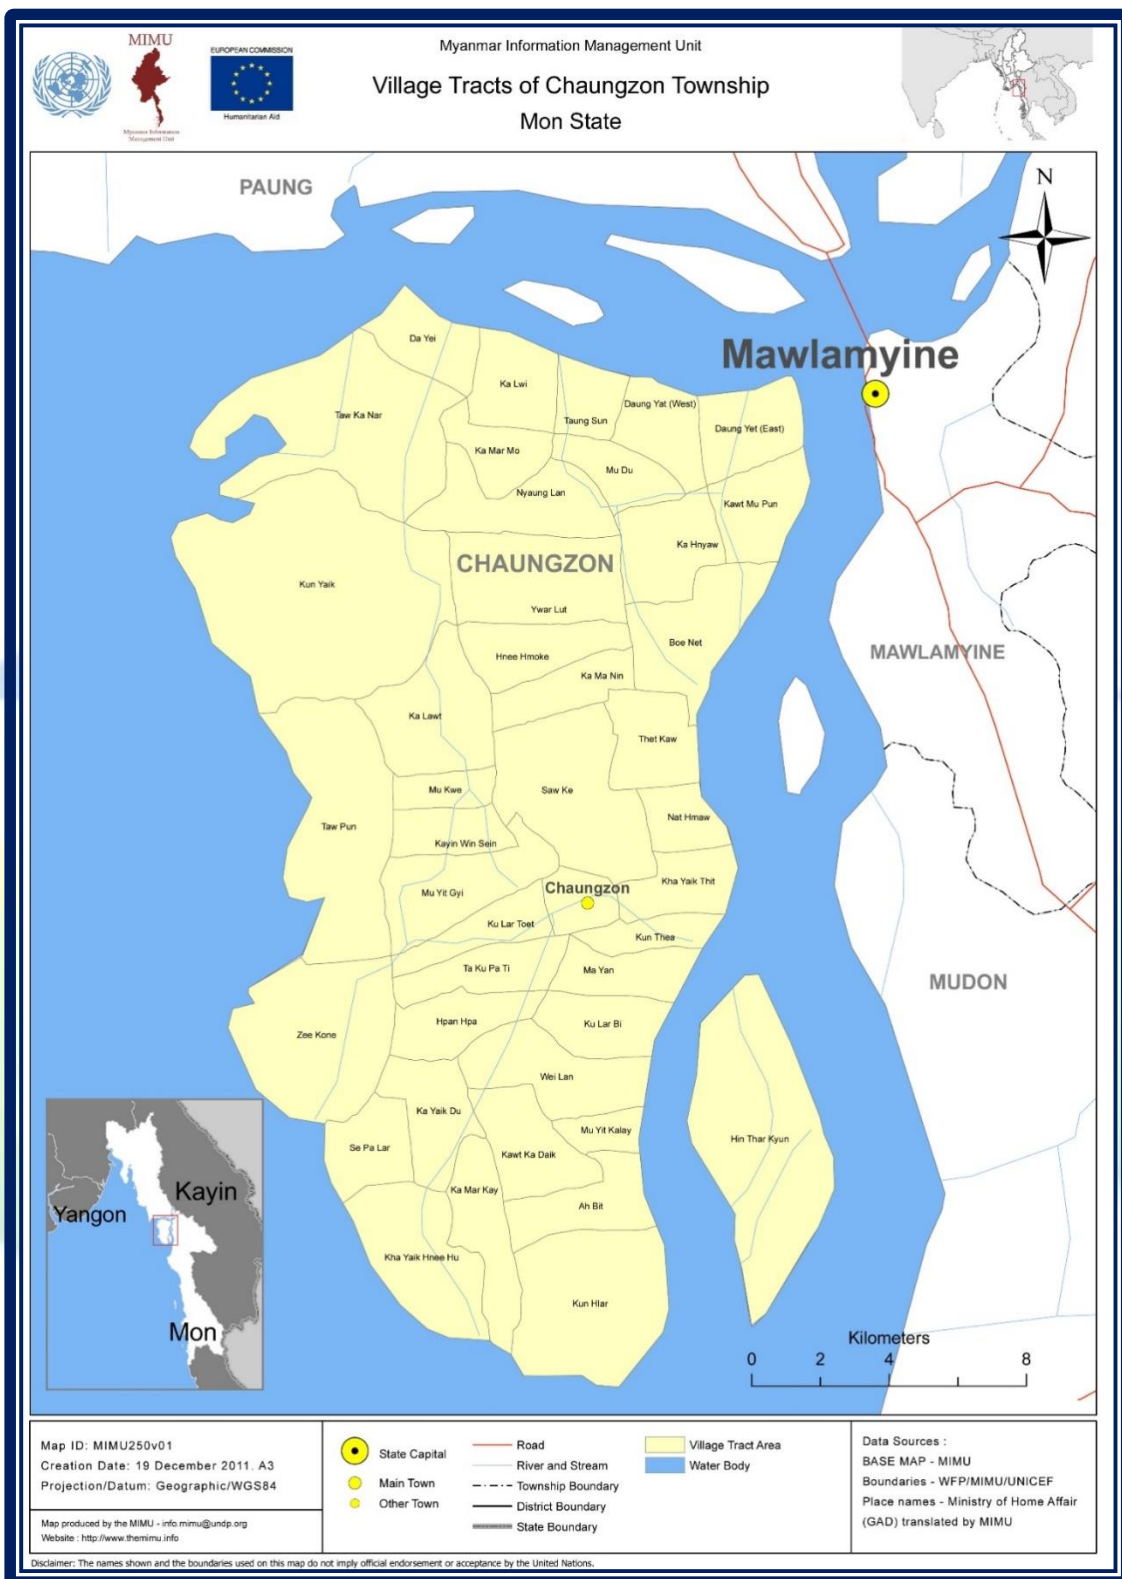 MIMU
Myanmar Information
Management Unit
EUROPEAN COMMISSION
Humanitarian Aid
Myanmar Information Management Unit
Village Tracts of Chaungzon Township
Mon State
PAUNG
N
Da Yei
Mawlamyine
Ka Lwi
Daung Yat (West)
Taw Ka Nar
Taung Sun
Daung Yet (East)
Ka Mar Mo
Mu Du
Nyaung Lan
Kawt Mu Pun
Ka Hnyaw
CHAUNGZON
Kun Yaik
Ywar Lut
Boe Net
MAWLAMYINE
Hnee Hmoke
Ka Ma Nin
Ka Lawt
Thet Kaw
Mu Kwe
Saw Ke
Nat Hmaw
Taw Pun
Kayin Win Sein
Kha Yaik Thit
Chaungzon
Mu Yit Gyi
Ku Lar Toet
Kun Thea
Ta Ku Pa Ti
Ma Yan
MUDON
Hpan Hpa
Ku Lar Bi
Zee Kone
Wei Lan
Ka Yaik Du
Mu Yit Kalay
Hin Thar Kyun
Se Pa Lar
Kawt Ka Daik
Ka Mar Kay
Ah Bit
Kha Yaik Hnee Hu
Kun Hlar
Kayin
Yangon
Mon
Kilometers
0 2 4 8
Map ID: MIMU250v01
Creation Date: 19 December 2011. A3
Projection/Datum: Geographic/WGS84
Map produced by the MIMU - info.mimu@undp.org
Website : http://www.themimu.info
State Capital
Main Town
Other Town
Road
River and Stream
Township Boundary
District Boundary
State Boundary
Village Tract Area
Water Body
Data Sources :
BASE MAP - MIMU
Boundaries - WFP/MIMU/UNICEF
Place names - Ministry of Home Affair
(GAD) translated by MIMU
Disclaimer: The names shown and the boundaries used on this map do not imply official endorsement or acceptance by the United Nations.